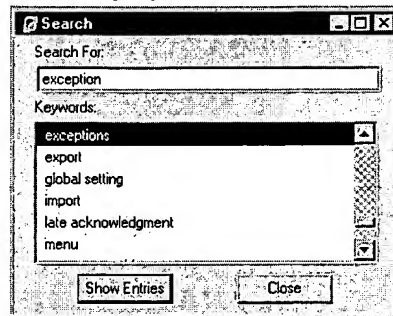 Search
Search For:
exception
Keywords:
exceptions
export
global setting
import
late acknowledgment
menu
Show Entries
Close